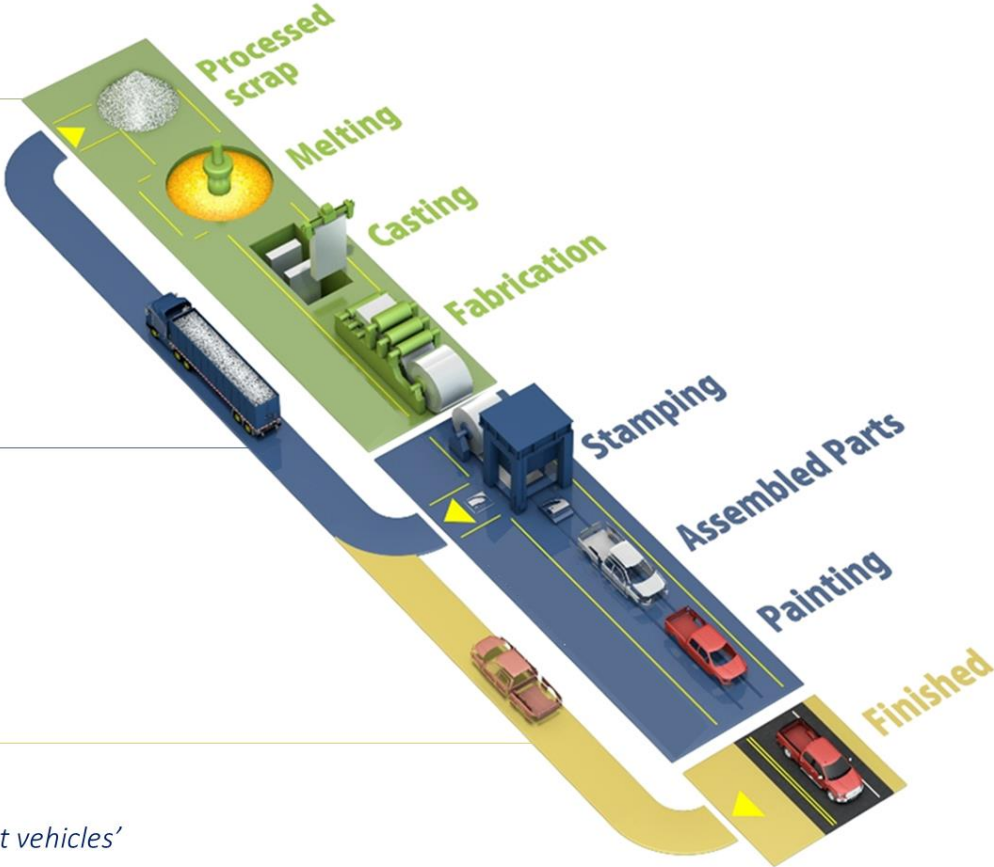 Processed
scrap
Melting
Casting
Fabrication
Stamping
Assembled Parts
Painting
Finished
t vehicles’